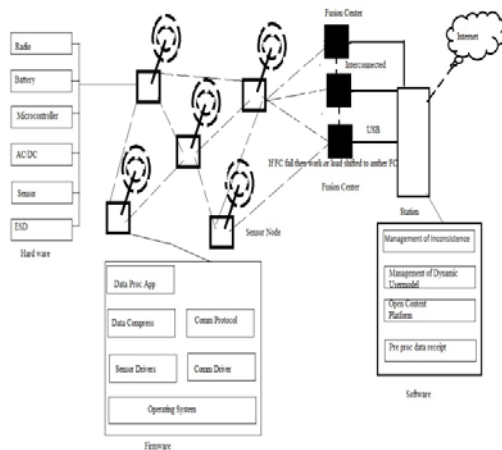 Fusion Center
Internet
Radio
Battery
Interconnected
Microcontroller
AC/DC
USB
If FC fail then work or load shifted to anther FC
Fusion Center
Sensor
Station
ESD
Sensor Node
Hard ware
Management of Inconsistence
Data Proc App
Management of Dynamic
Usermodel
Open Content
Platform
Data Compress
Comm Protocol
Pre proc data receipt
Sensor Drivers
Comm Driver
Software
Operating System
Firmware